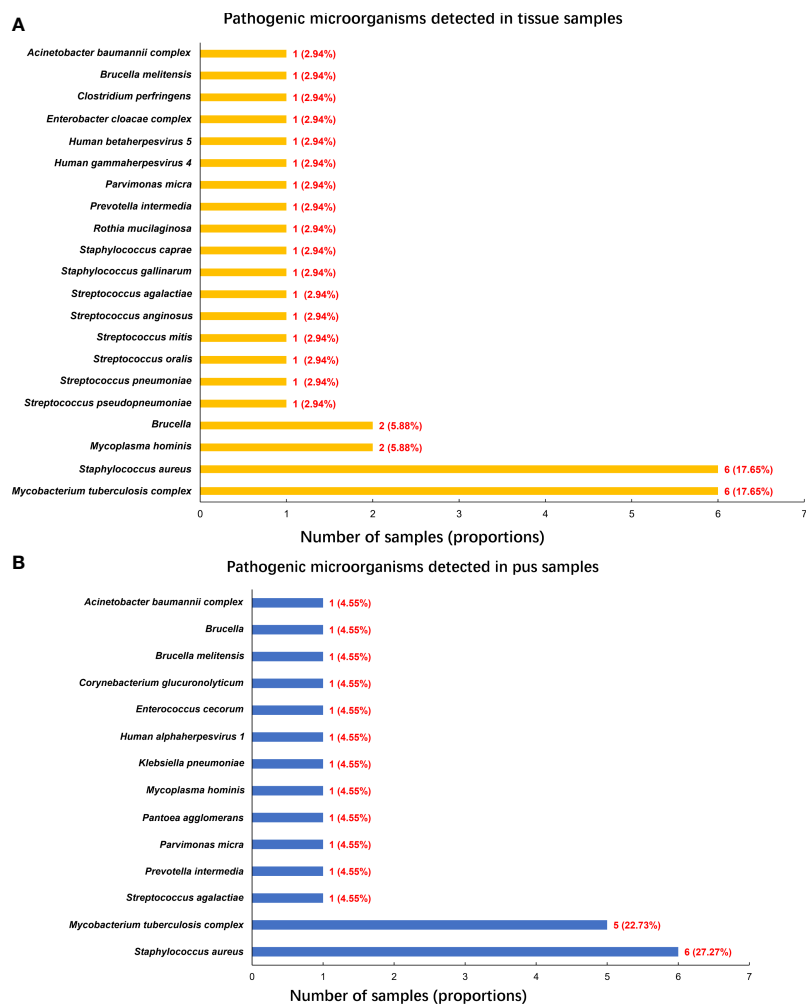 A
Pathogenic microorganisms detected in tissue samples
Acinetobacter baumannii complex 1 (2.94%)
Brucella melitensis 1 (2.94%)
Clostridium perfringens 1 (2.94%)
Enterobacter cloacae complex 1 (2.94%)
Human betaherpesvirus 5 1 (2.94%)
Human gammaherpesvirus 4 1 (2.94%)
Parvimonas micra 1 (2.94%)
Prevotella intermedia 1 (2.94%)
Rothia mucilaginosa 1 (2.94%)
Staphylococcus caprae 1 (2.94%)
Staphylococcus gallinarum 1 (2.94%)
Streptococcus agalactiae 1 (2.94%)
Streptococcus anginosus 1 (2.94%)
Streptococcus mitis 1 (2.94%)
Streptococcus oralis 1 (2.94%)
Streptococcus pneumoniae 1 (2.94%)
Streptococcus pseudopneumoniae 1 (2.94%)
Brucella 2 (5.88%)
Mycoplasma hominis 2 (5.88%)
Staphylococcus aureus 6 (17.65%)
Mycobacterium tuberculosis complex 6 (17.65%)
0 1 2 3 4 5 6 7
Number of samples (proportions)
B
Pathogenic microorganisms detected in pus samples
Acinetobacter baumannii complex 1 (4.55%)
Brucella 1 (4.55%)
Brucella melitensis 1 (4.55%)
Corynebacterium glucuronolyticum 1 (4.55%)
Enterococcus cecorum 1 (4.55%)
Human alphaherpesvirus 1 1 (4.55%)
Klebsiella pneumoniae 1 (4.55%)
Mycoplasma hominis 1 (4.55%)
Pantoea agglomerans 1 (4.55%)
Parvimonas micra 1 (4.55%)
Prevotella intermedia 1 (4.55%)
Streptococcus agalactiae 1 (4.55%)
Mycobacterium tuberculosis complex 5 (22.73%)
Staphylococcus aureus 6 (27.27%)
0 1 2 3 4 5 6 7
Number of samples (proportions)